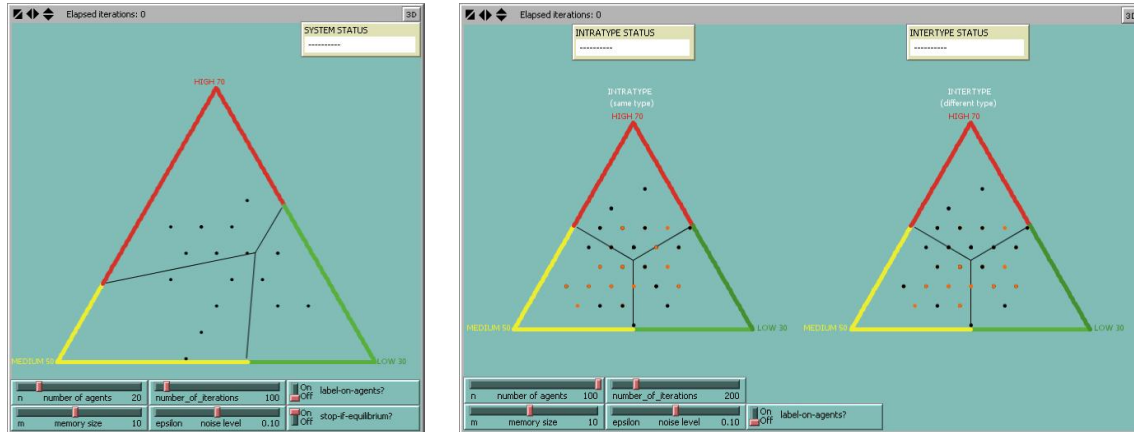 Elapsed iterations: 0
3D
SYSTEM STATUS
----------
HIGH 70
MEDIUM 50
LOW 30
n number of agents 20
number_of_iterations 100
On
Off
label-on-agents?
m memory size 10
epsilon noise level 0.10
On
Off
stop-if-equilibrium?
Elapsed iterations: 0
3D
INTRATYPE STATUS
----------
INTERTYPE STATUS
----------
INTRATYPE
(same type)
HIGH 70
INTERTYPE
(different type)
HIGH 70
MEDIUM 50
LOW 30
MEDIUM 50
LOW 30
n number of agents 100
number_of_iterations 200
m memory size 10
epsilon noise level 0.10
On
Off
label-on-agents?